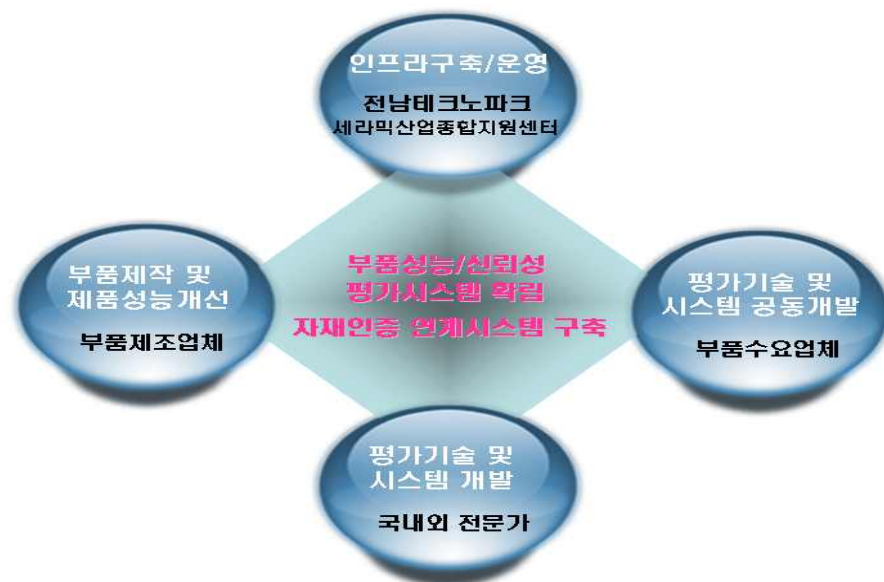 인프라구축/운영
전남테크노파크
세라믹산업종합지원센터
부품제작 및
제품성능개선
부품제조업체
부품성능/신뢰성
평가시스템 확립
자재인증 연계시스템 구축
평가기술 및
시스템 공동개발
부품수요업체
평가기술 및
시스템 개발
국내외 전문가